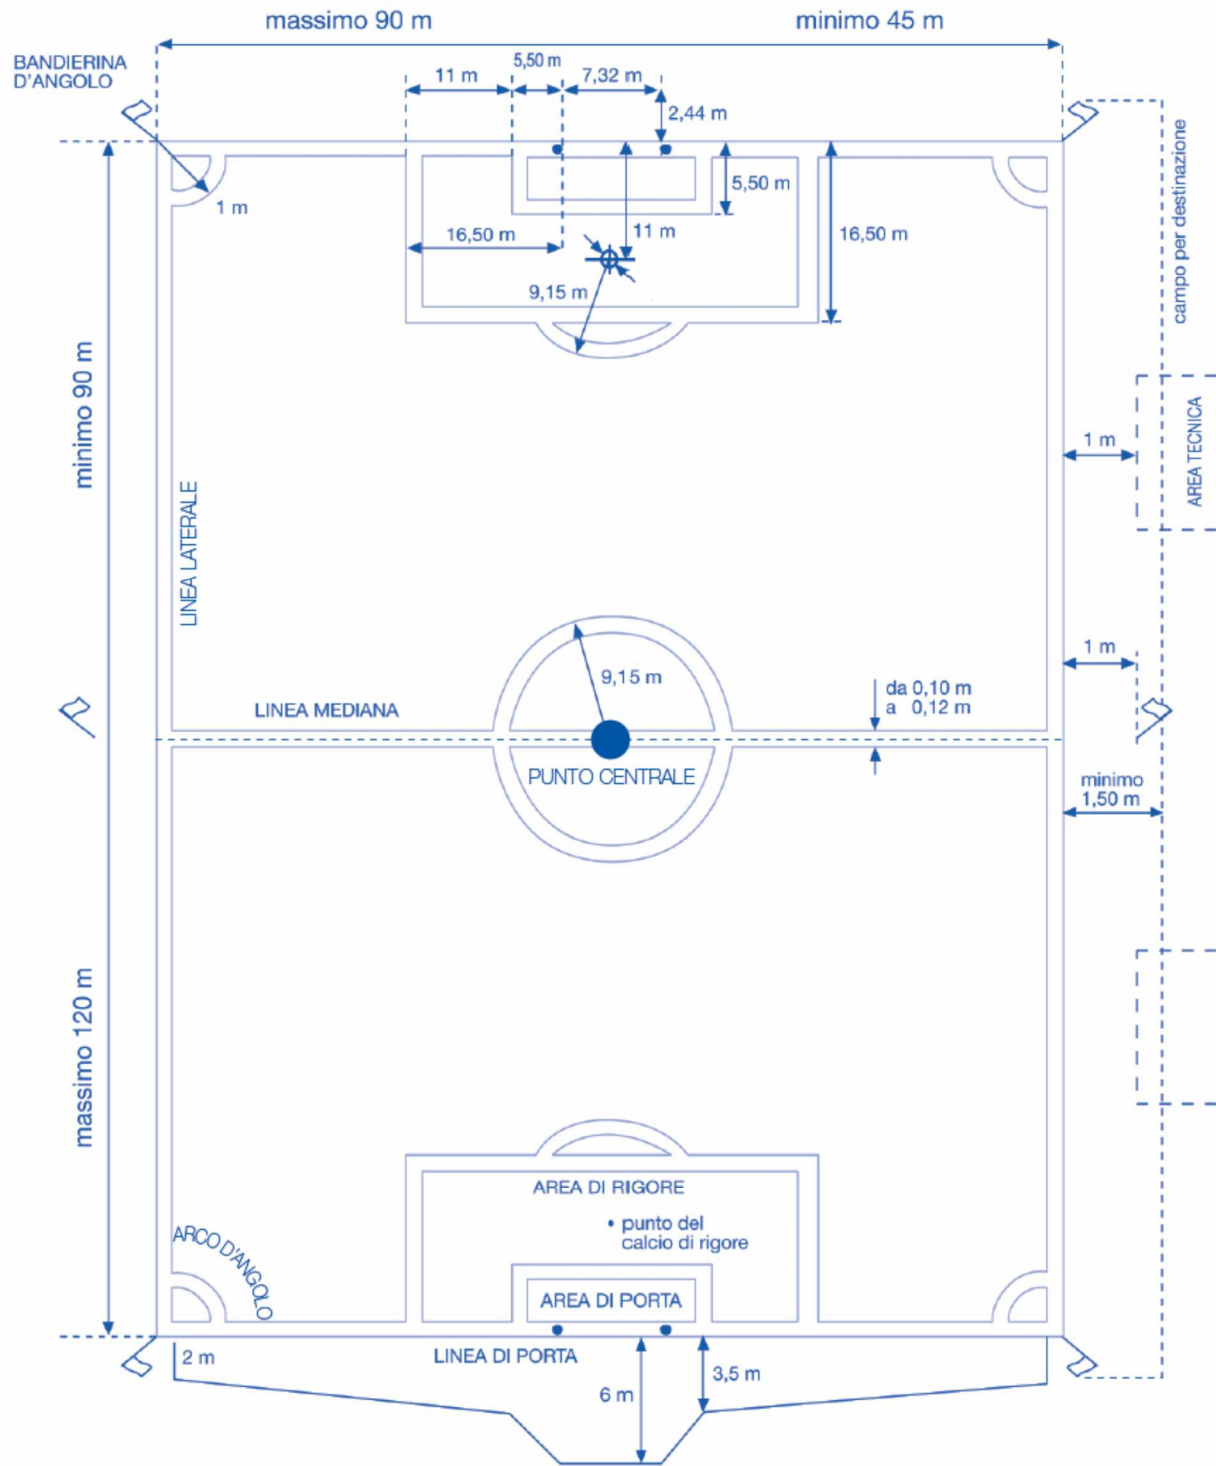 massimo 90 m
minimo 45 m
BANDIERINA
D'ANGOLO
5,50 m
11 m
7,32 m
2,44 m
1 m
5,50 m
11 m
16,50 m
16,50 m
9,15 m
campo per destinazione
minimo 90 m
AREA TECNICA
1 m
LINEA LATERALE
1 m
9,15 m
da 0,10 m
a 0,12 m
LINEA MEDIANA
PUNTO CENTRALE
minimo
1,50 m
massimo 120 m
AREA DI RIGORE
• punto del
calcio di rigore
ARCO D'ANGOLO
AREA DI PORTA
LINEA DI PORTA
2 m
3,5 m
6 m